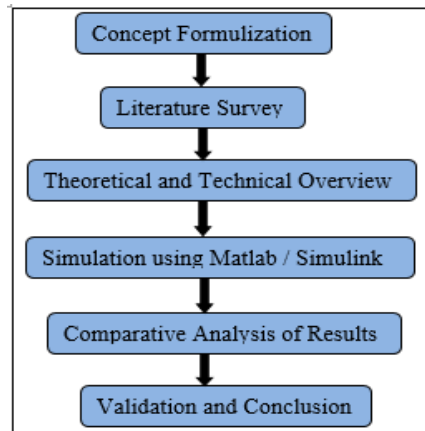 Concept Formulization
Literature Survey
Theoretical and Technical Overview
Simulation using Matlab / Simulink
Comparative Analysis of Results
Validation and Conclusion